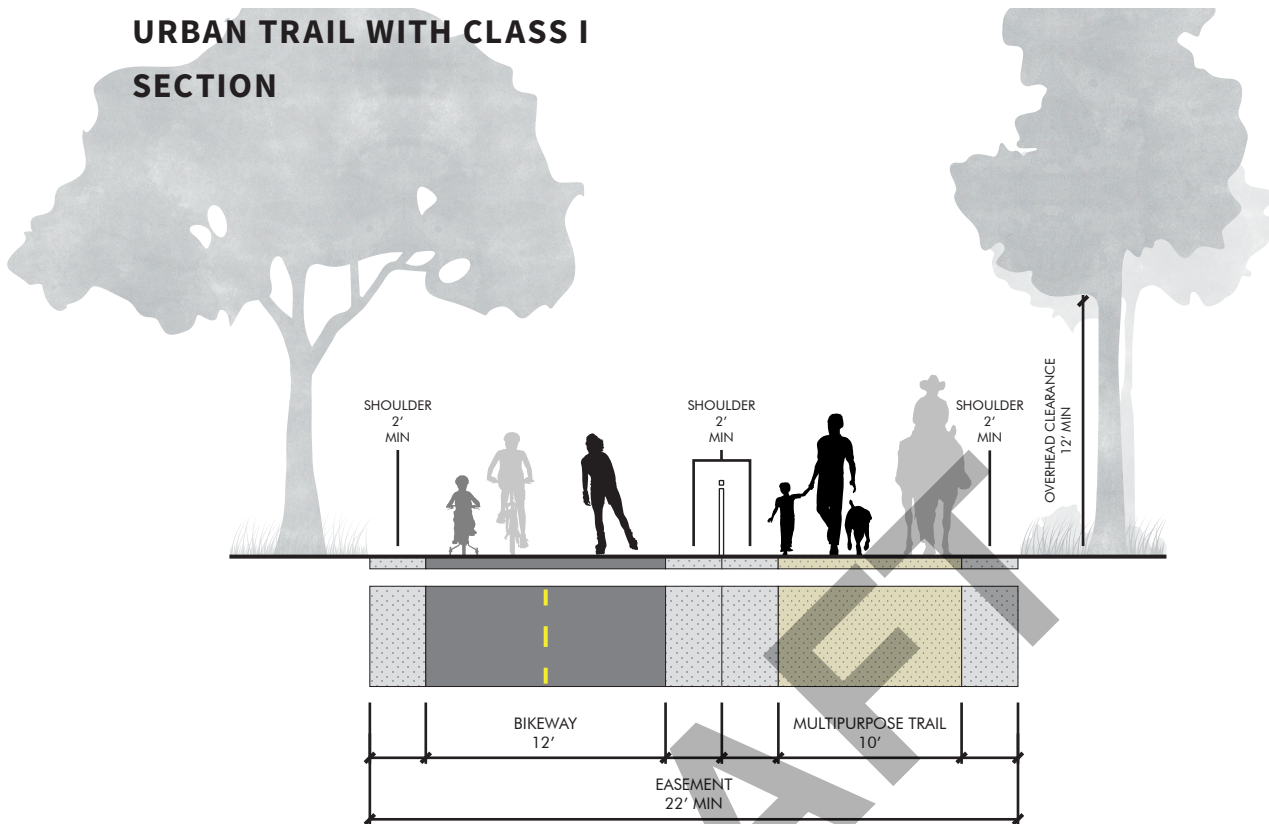 URBAN TRAIL WITH CLASS I
SECTION
SHOULDER
2’
MIN
SHOULDER
2’
MIN
SHOULDER
2’
MIN
OVERHEAD CLEARANCE
12’ MIN
BIKEWAY
12’
MULTIPURPOSE TRAIL
10’
EASEMENT
22’ MIN
AFT